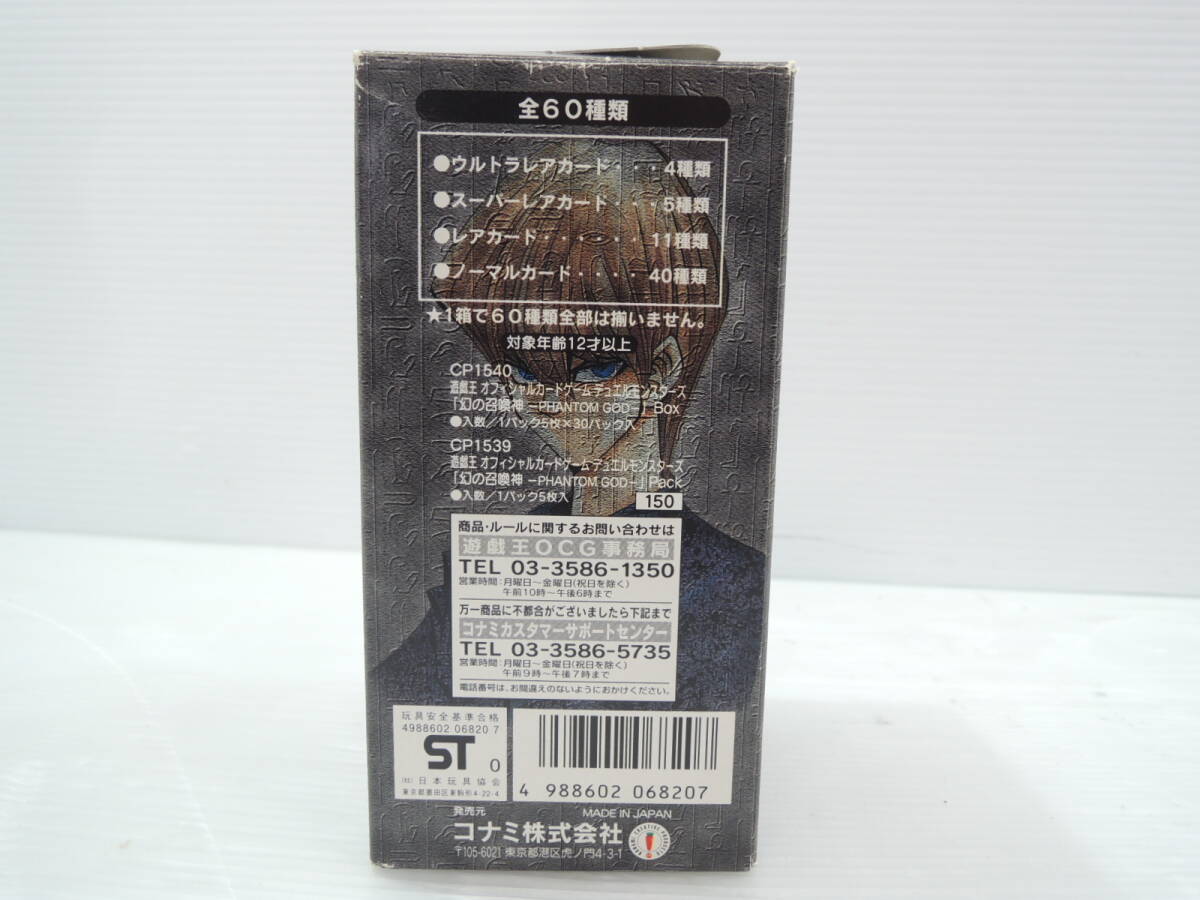 全60種類
●ウルトラレアカード・・・4種類
●スーパーレアカード・・・5種類
●レアカード・・・・・・11種類
●ノーマルカード・・・・40種類
★1箱で60種類全部は揃いません。
対象年齢12才以上
CP1540
遊戯王 オフィシャルカードゲーム デュエルモンスターズ
「幻の召喚神 −PHANTOM GOD−」Box
●入数/1パック5枚×30パック入
CP1539
遊戯王 オフィシャルカードゲーム デュエルモンスターズ
「幻の召喚神 −PHANTOM GOD−」Pack
●入数/1パック5枚入
150
商品・ルールに関するお問い合わせは
遊戯王OCG事務局
TEL 03-3586-1350
営業時間:月曜日〜金曜日(祝日を除く)
午前10時〜午後6時まで
万一商品に不都合がございましたら下記まで
コナミカスタマーサポートセンター
TEL 03-3586-5735
営業時間:月曜日〜金曜日(祝日を除く)
午前9時〜午後7時まで
電話番号は、お間違えのないようにおかけください。
玩具安全基準合格
4988602 06820 7
ST 0
(社)日本玩具協会
東京都墨田区東駒形4-22-4
4 988602 068207
発売元
MADE IN JAPAN
コナミ株式会社
〒105-6021 東京都港区虎ノ門4-3-1